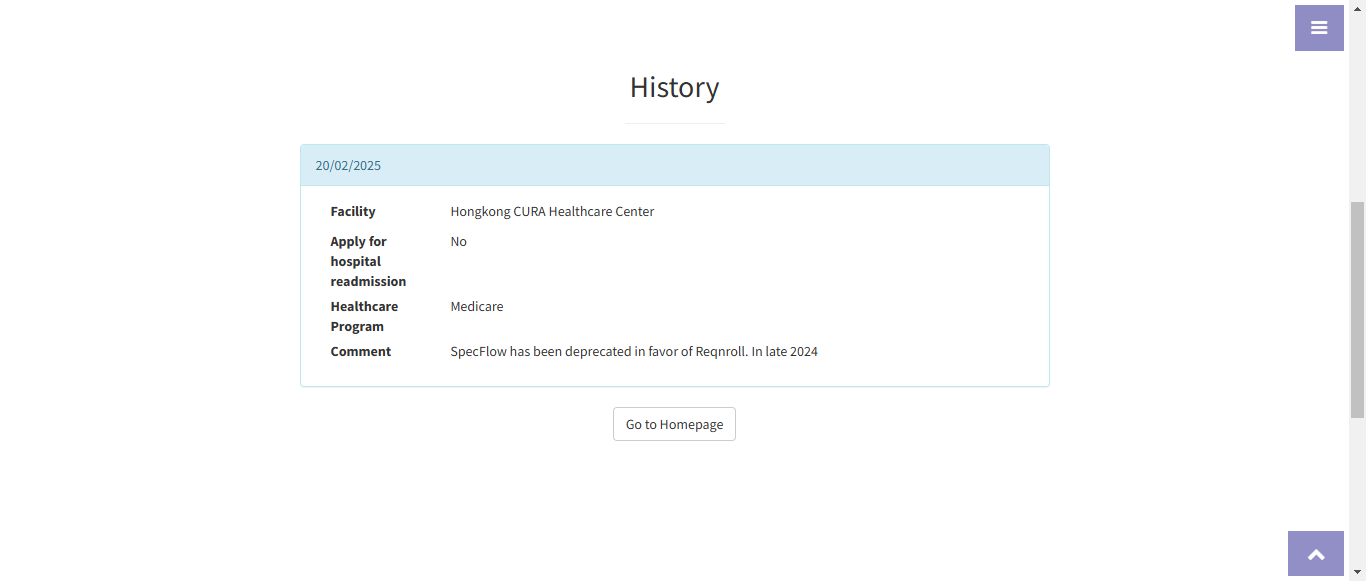 History
20/02/2025
Facility Hongkong CURA Healthcare Center
Apply for No
hospital
readmission
Healthcare Medicare
Program
Comment SpecFlow has been deprecated in favor of Reqnroll. In late 2024
Go to Homepage